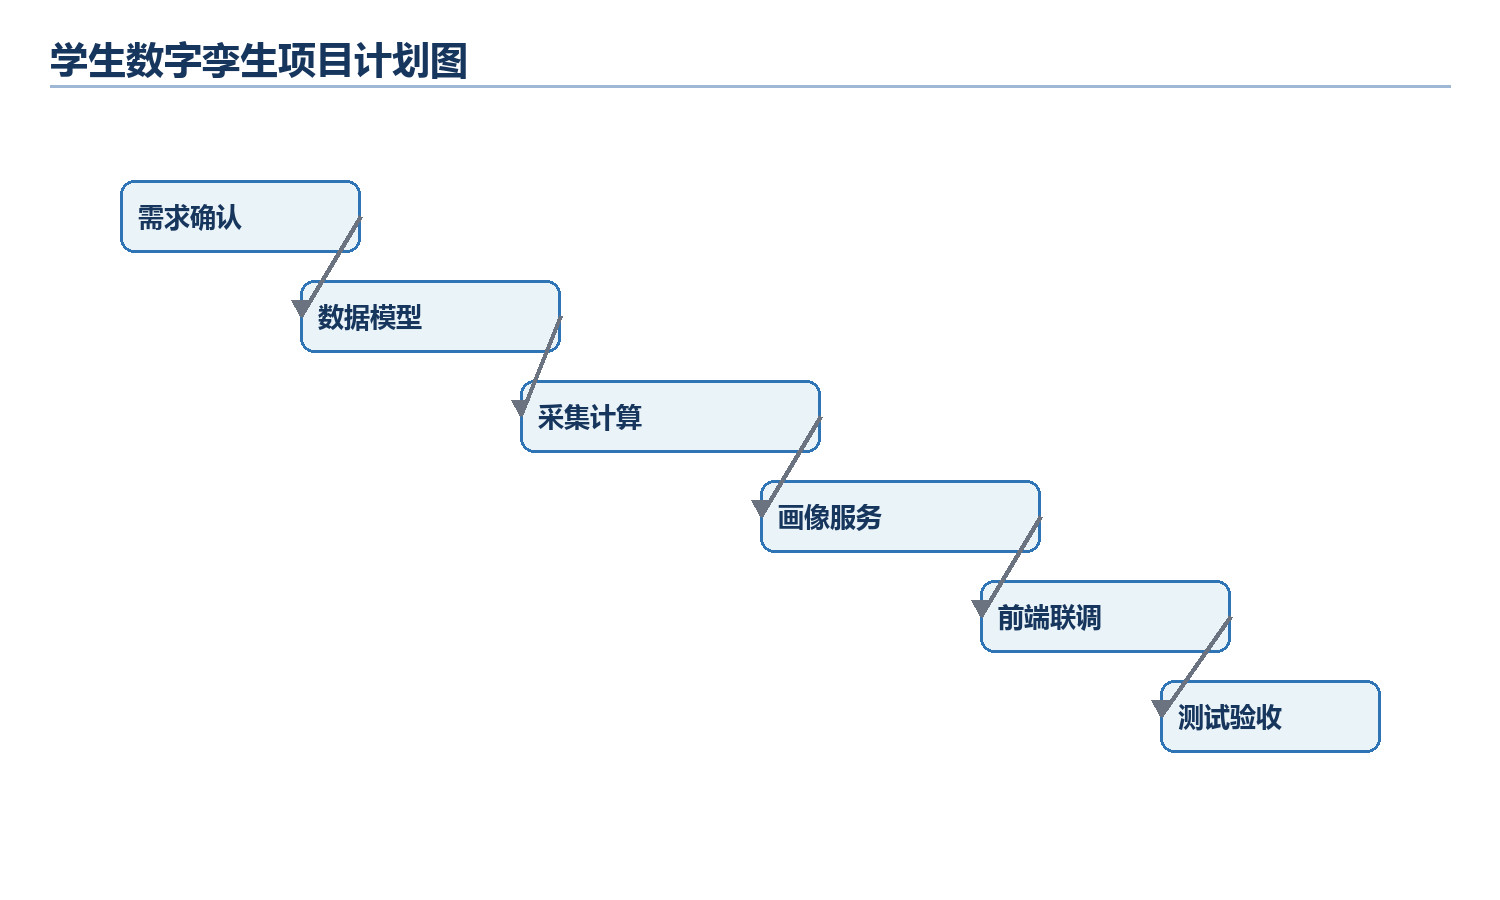 学生数字孪生项目计划图
需求确认
数据模型
采集计算
画像服务
前端联调
测试验收